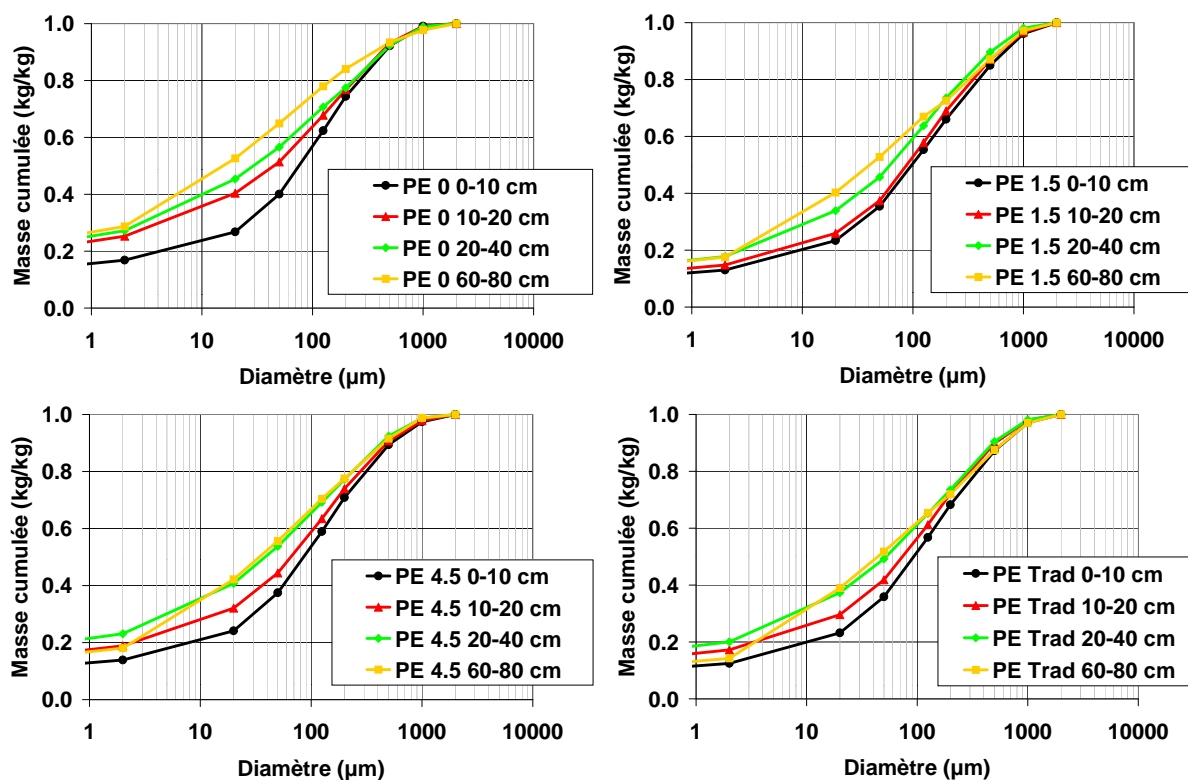 Masse cumulée (kg/kg)
1.0
0.8
0.6
0.4
0.2
0.0
PE 0 0-10 cm
PE 0 10-20 cm
PE 0 20-40 cm
PE 0 60-80 cm
1 10 100 1000 10000
Diamètre (µm)
Masse cumulée (kg/kg)
1.0
0.8
0.6
0.4
0.2
0.0
PE 1.5 0-10 cm
PE 1.5 10-20 cm
PE 1.5 20-40 cm
PE 1.5 60-80 cm
1 10 100 1000 10000
Diamètre (µm)
Masse cumulée (kg/kg)
1.0
0.8
0.6
0.4
0.2
0.0
PE 4.5 0-10 cm
PE 4.5 10-20 cm
PE 4.5 20-40 cm
PE 4.5 60-80 cm
1 10 100 1000 10000
Diamètre (µm)
Masse cumulée (kg/kg)
1.0
0.8
0.6
0.4
0.2
0.0
PE Trad 0-10 cm
PE Trad 10-20 cm
PE Trad 20-40 cm
PE Trad 60-80 cm
1 10 100 1000 10000
Diamètre (µm)